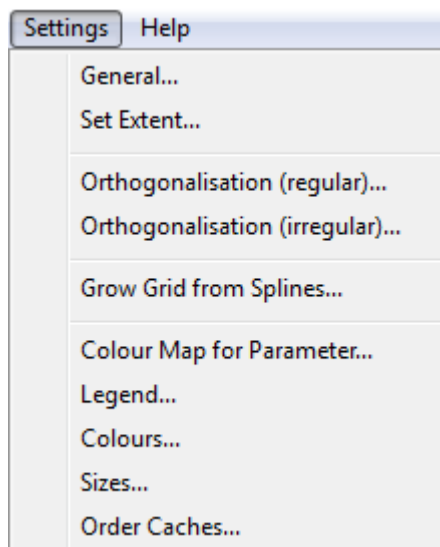 Settings Help
General...
Set Extent...
Orthogonalisation (regular)...
Orthogonalisation (irregular)...
Grow Grid from Splines...
Colour Map for Parameter...
Legend...
Colours...
Sizes...
Order Caches...